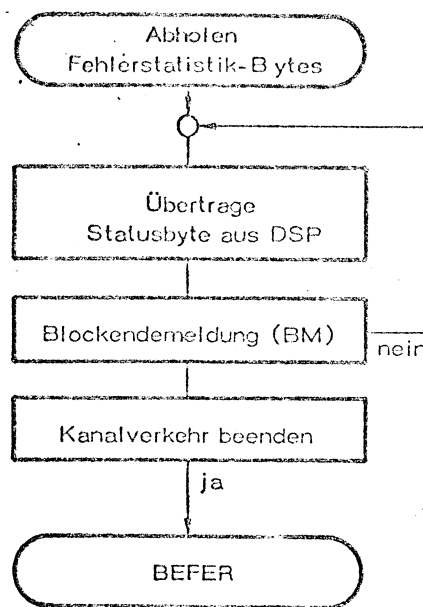 Abholen
Fehlerstatistik-Bytes
Übertrage
Statusbyte aus DSP
Blockendemeldung (BM)
nein
Kanalverkehr beenden
ja
BEFER